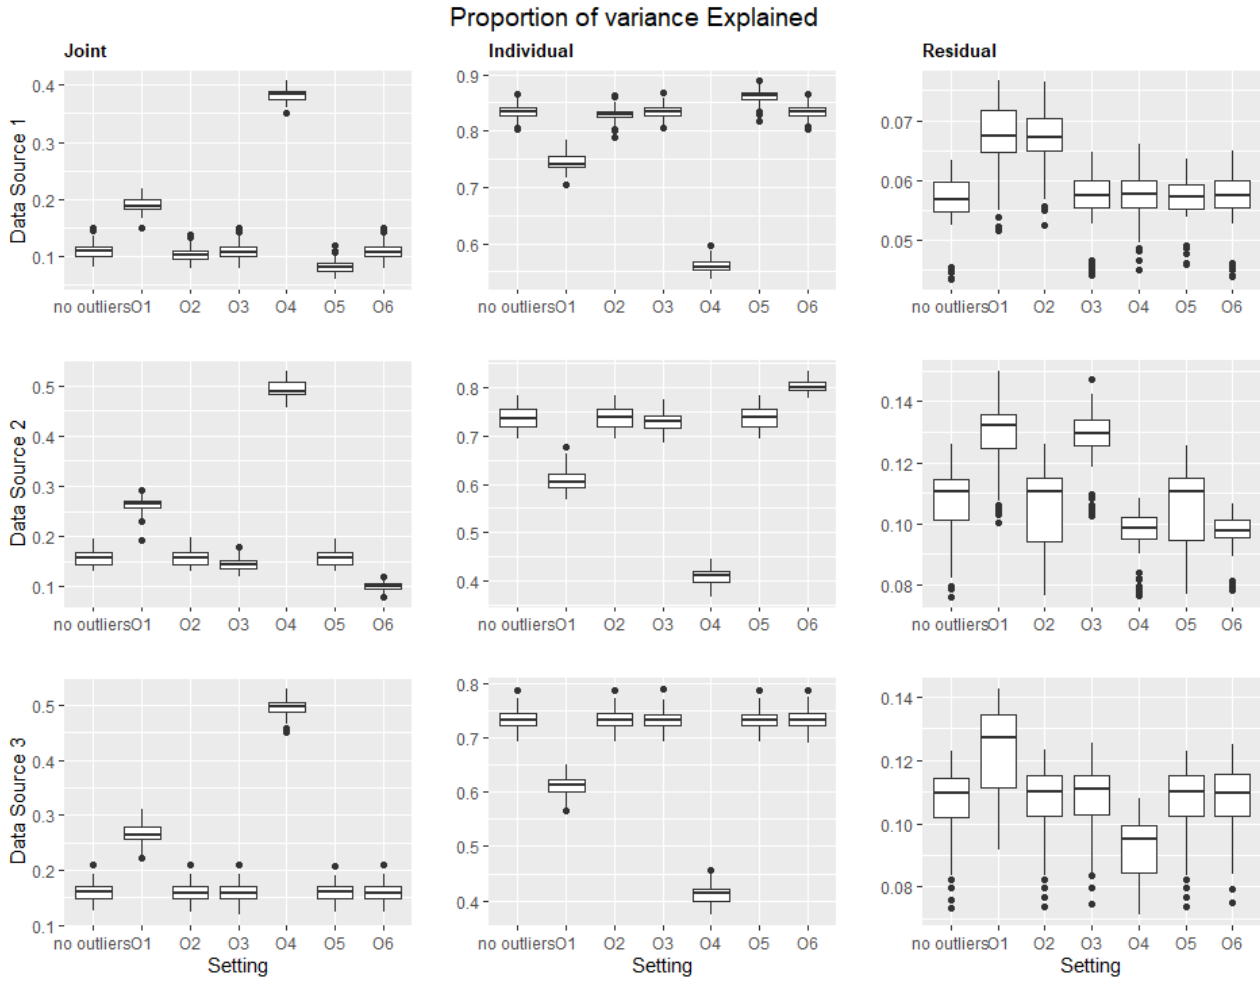 Proportion of variance Explained
Joint Individual Residual
Data Source 1
0.4
0.3
0.2
0.1
no outliers O1 O2 O3 O4 O5 O6
0.9
0.8
0.7
0.6
no outliers O1 O2 O3 O4 O5 O6
0.07
0.06
0.05
no outliers O1 O2 O3 O4 O5 O6
Data Source 2
0.5
0.4
0.3
0.2
0.1
no outliers O1 O2 O3 O4 O5 O6
0.8
0.7
0.6
0.5
0.4
no outliers O1 O2 O3 O4 O5 O6
0.14
0.12
0.10
0.08
no outliers O1 O2 O3 O4 O5 O6
Data Source 3
0.5
0.4
0.3
0.2
0.1
no outliers O1 O2 O3 O4 O5 O6
Setting
0.8
0.7
0.6
0.5
0.4
no outliers O1 O2 O3 O4 O5 O6
Setting
0.14
0.12
0.10
0.08
no outliers O1 O2 O3 O4 O5 O6
Setting